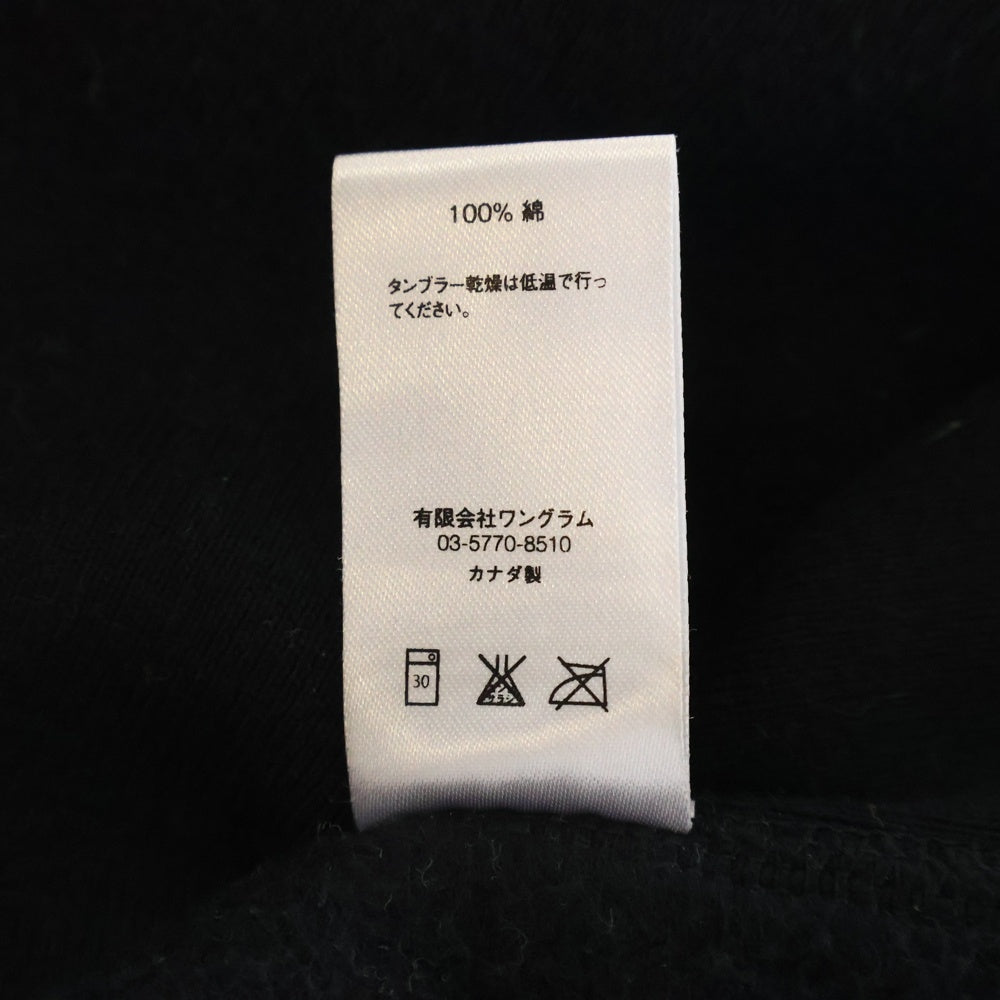 100% 綿
タンブラー乾燥は低温で行っ
てください。
有限会社ワングラム
03-5770-8510
カナダ製
30